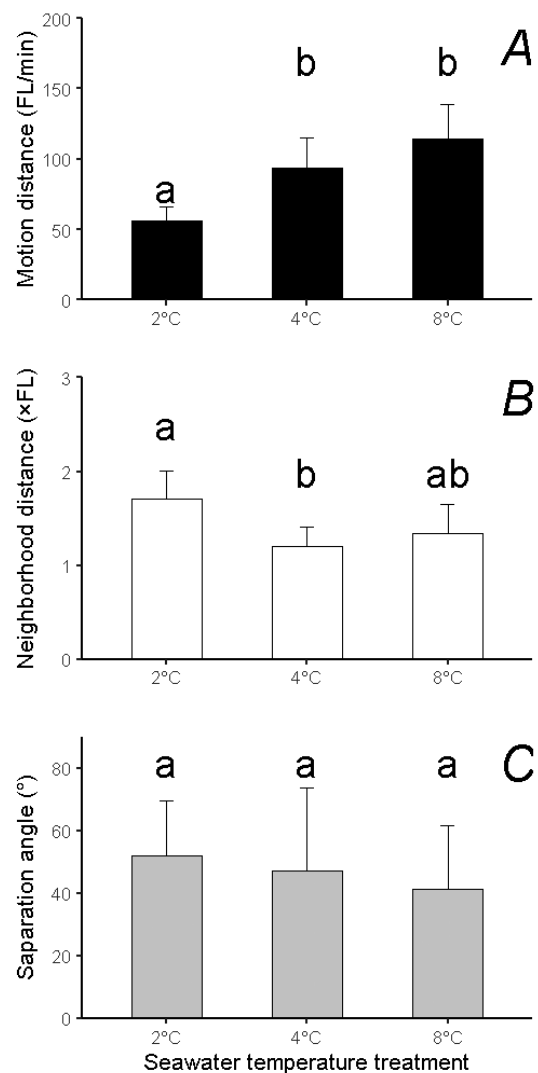 A
Motion distance (FL/min)
200
150
100
50
0
a
b
b
2°C
4°C
8°C
B
Neighborhood distance (×FL)
3
2
1
0
a
b
ab
2°C
4°C
8°C
C
Saparation angle (°)
80
60
40
20
0
a
a
a
2°C
4°C
8°C
Seawater temperature treatment